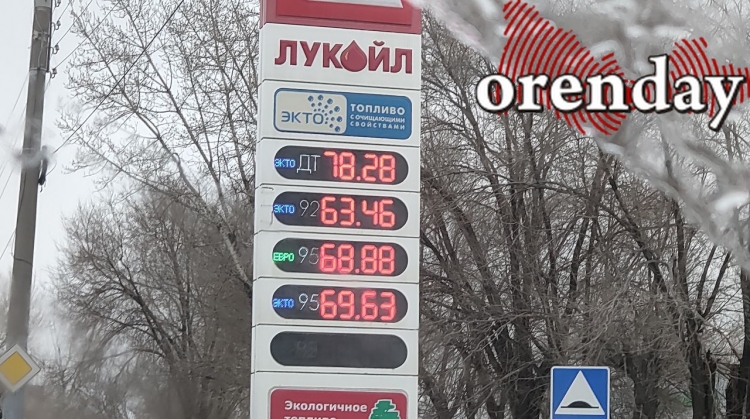 ЛУКОЙЛ
orenday
ЭКТО ТОПЛИВО
С ОЧИЩАЮЩИМИ
СВОЙСТВАМИ
ЭКТО ДТ 78.28
ЭКТО 92 63.46
ЕВРО 95 68.88
ЭКТО 95 69.63
Экологичное
топливо